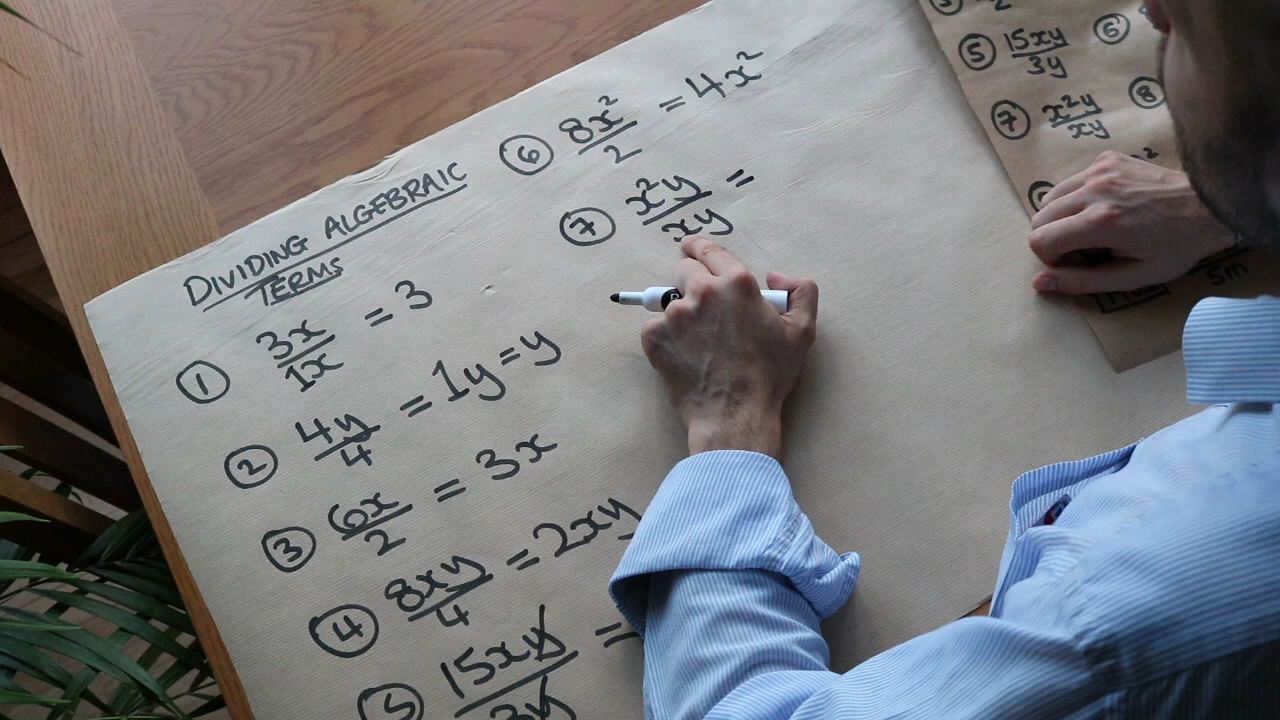 DIVIDING ALGEBRAIC
TERMS
① 3x/1x = 3
② 4y/4 = 1y = y
③ 6x/2 = 3x
④ 8xy/4 = 2xy
⑤ 15xy/3y =
⑥ 8x²/2 = 4x²
⑦ x²y/xy =
⑤ 15xy/3y ⑥
⑦ x²y/xy ⑧
5m